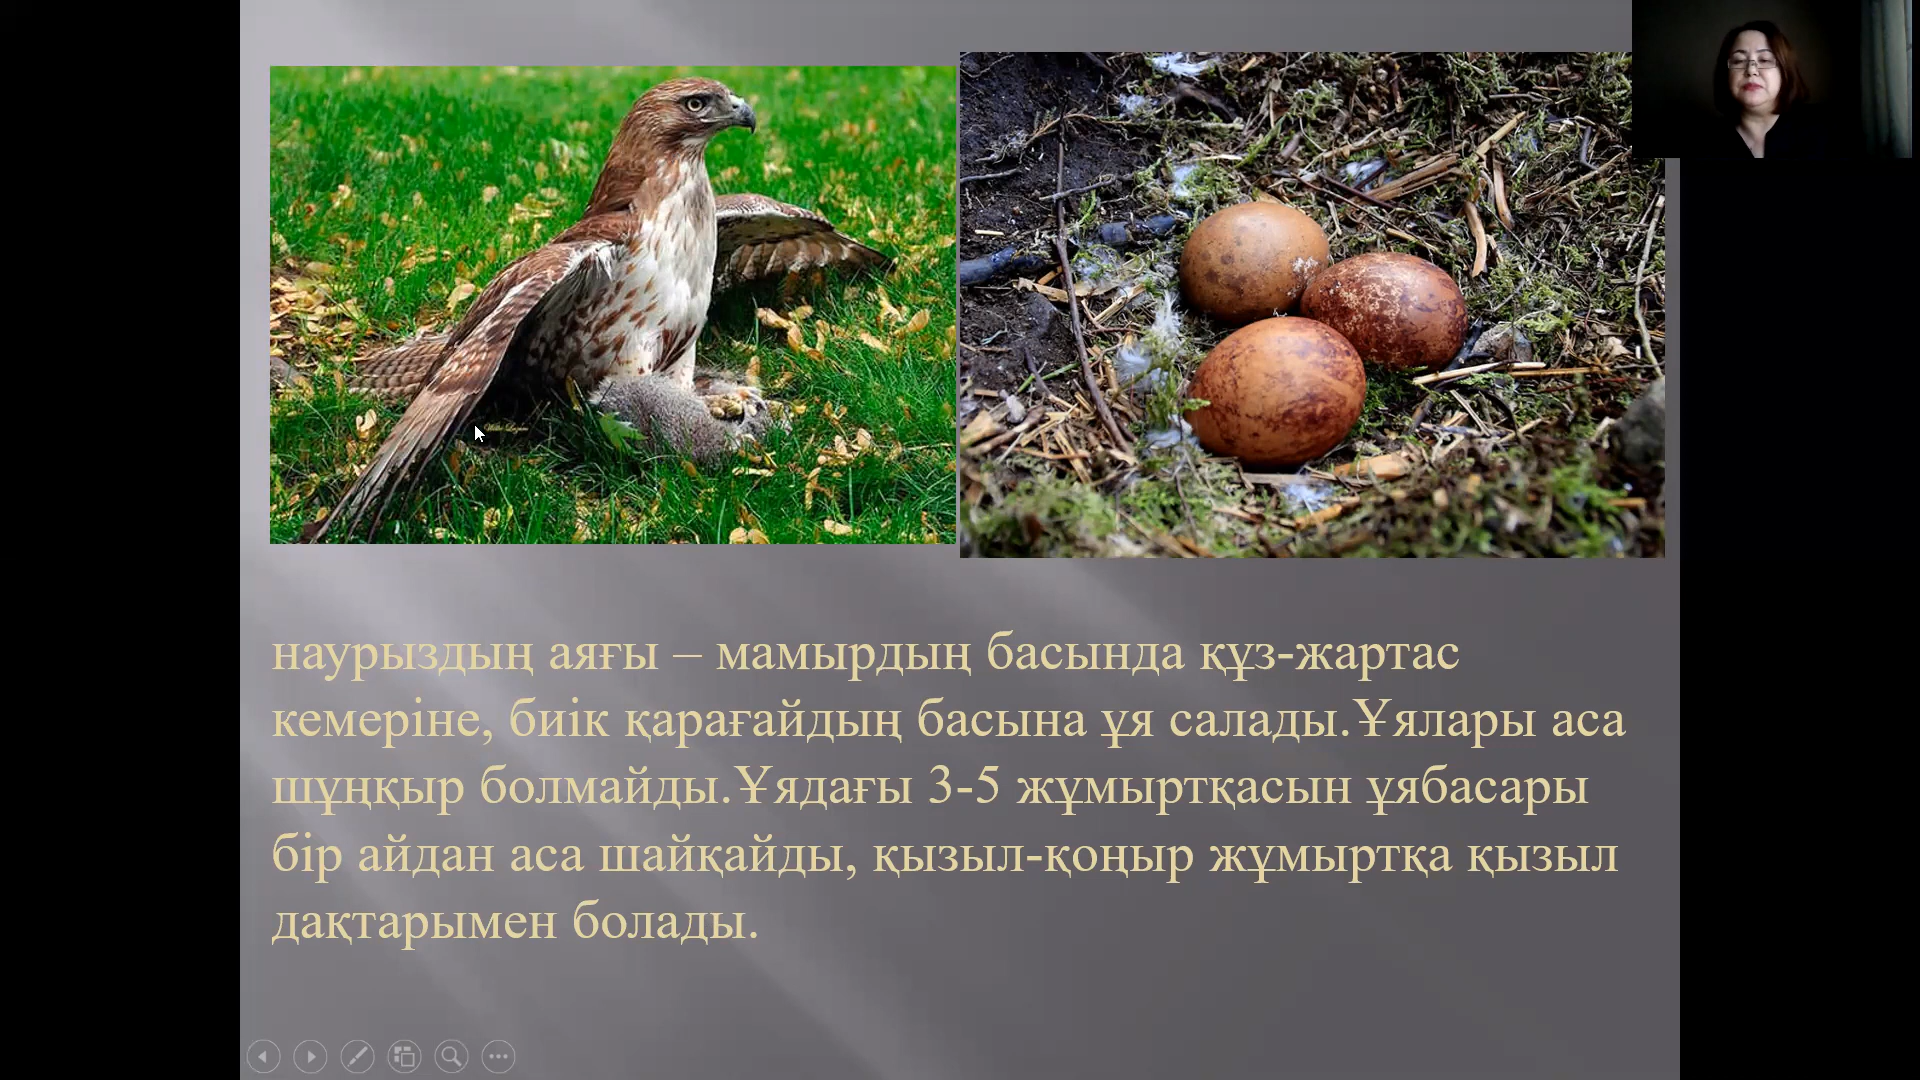 наурыздың аяғы – мамырдың басында құз-жартас
кемеріне, биік қарағайдың басына ұя салады.Ұялары аса
шұңқыр болмайды.Ұядағы 3-5 жұмыртқасын ұябасары
бір айдан аса шайқайды, қызыл-қоңыр жұмыртқа қызыл
дақтарымен болады.